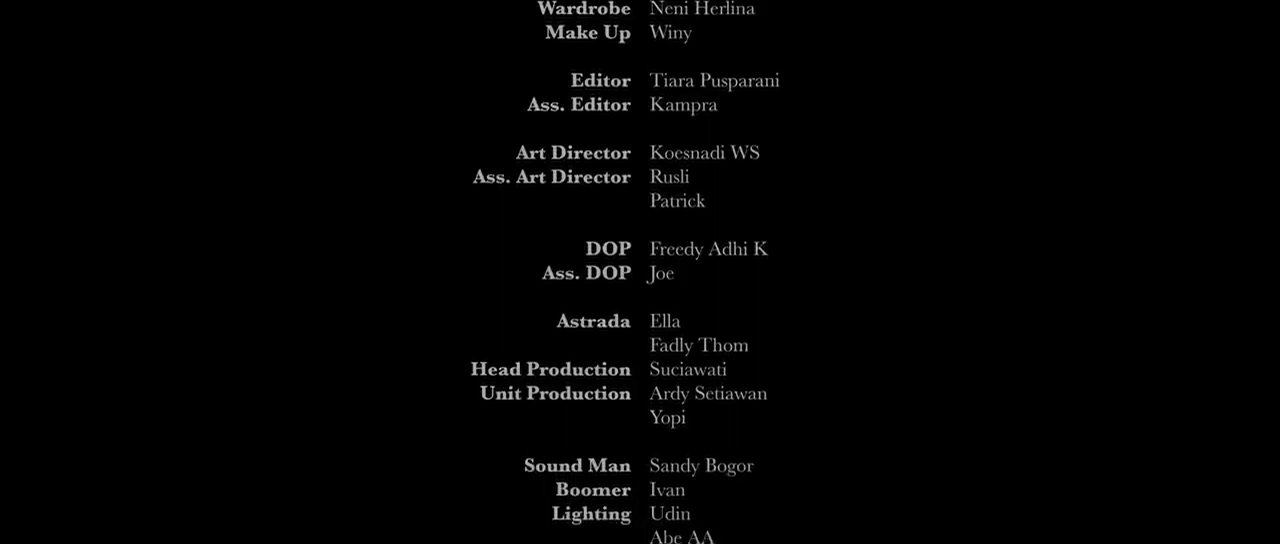 Wardrobe Neni Herlina
Make Up Winy
Editor Tiara Pusparani
Ass. Editor Kampra
Art Director Koesnadi WS
Ass. Art Director Rusli
Patrick
DOP Freedy Adhi K
Ass. DOP Joe
Astrada Ella
Fadly Thom
Head Production Suciawati
Unit Production Ardy Setiawan
Yopi
Sound Man Sandy Bogor
Boomer Ivan
Lighting Udin
Abe AA